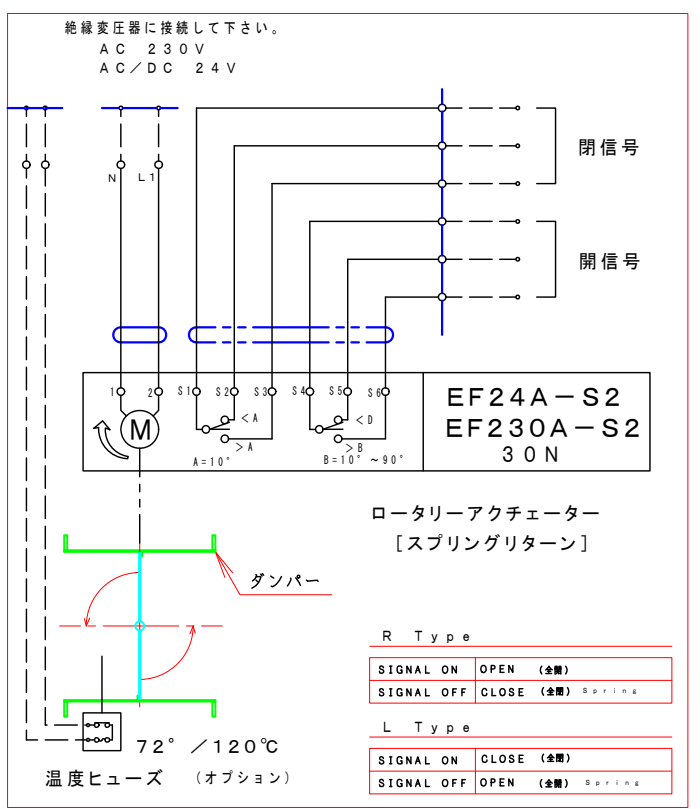 絶縁変圧器に接続して下さい。
AC 230V
AC/DC 24V
閉信号
N L1
開信号
1 2 S1 S2 S3 S4 S5 S6
<A
>A
A=10°
<D
>B
B=10° ~90°
M
EF24A-S2
EF230A-S2
30N
ロータリーアクチェーター
[スプリングリターン]
ダンパー
R Type
SIGNAL ON OPEN (全開)
SIGNAL OFF CLOSE (全閉) Spring
L Type
SIGNAL ON CLOSE (全閉)
SIGNAL OFF OPEN (全開) Spring
72° /120℃
温度ヒューズ (オプション)